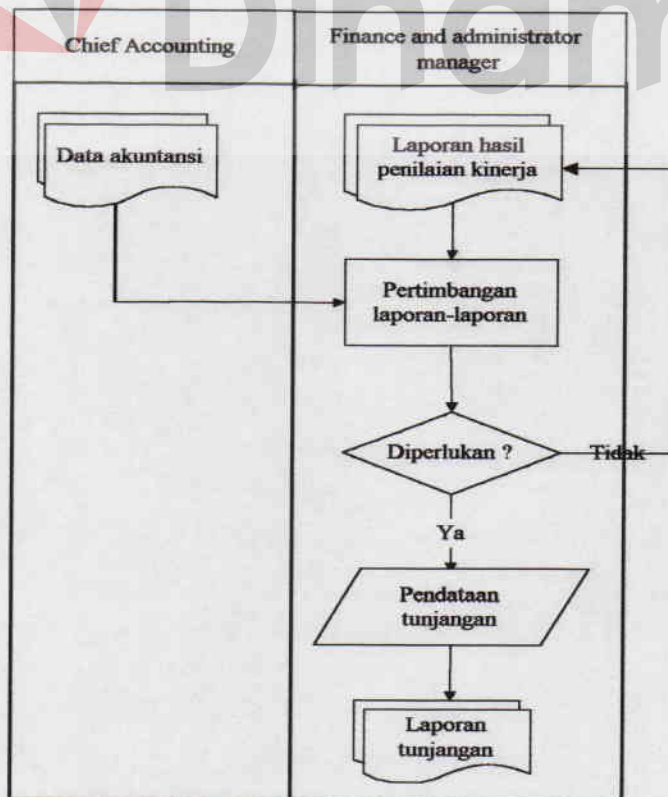 Dinam
Chief Accounting
Finance and administrator
manager
Data akuntansi
Laporan hasil
penilaian kinerja
Pertimbangan
laporan-laporan
Diperlukan ?
Tidak
Ya
Pendataan
tunjangan
Laporan
tunjangan